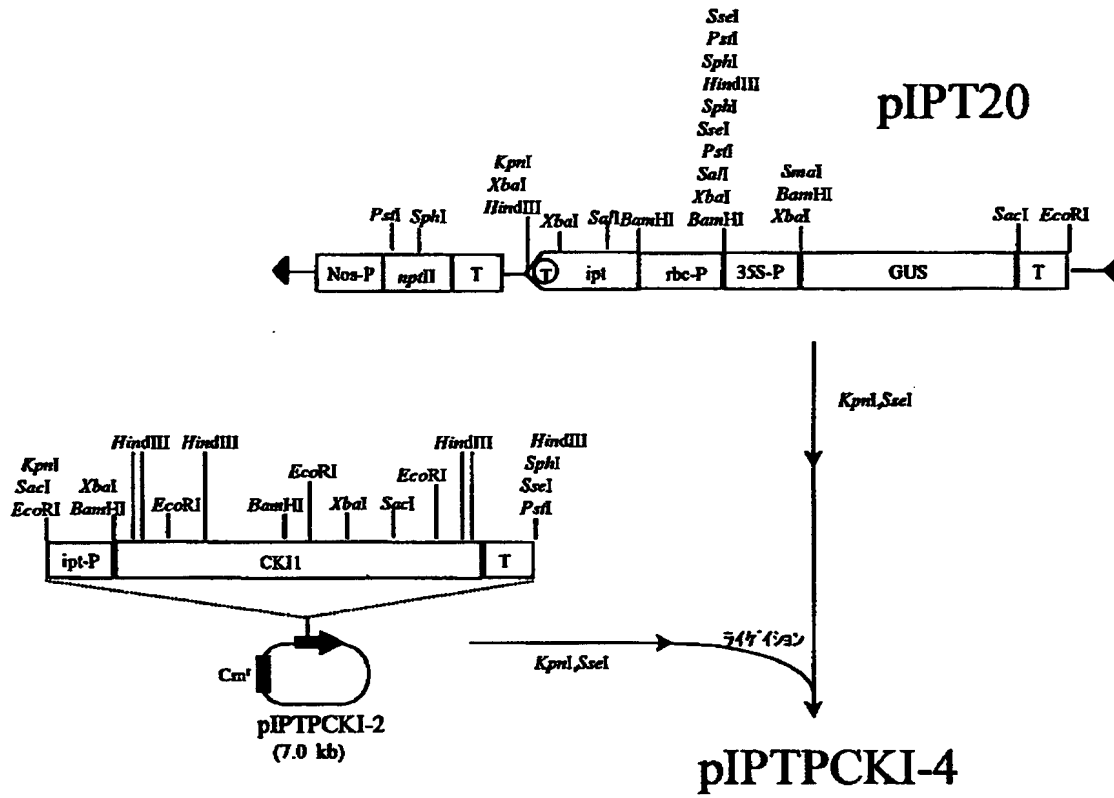 SseI
PstI
SphI
HindIII
SphI
SseI
PstI
SalI
XbaI
BamHI
pIPT20
KpnI
XbaI
HindIII
SmaI
BamHI
XbaI
PstI
SphI
XbaI
SalI
BamHI
SacI
EcoRI
Nos-P
nptII
T
T
ipt
rbc-P
35S-P
GUS
T
KpnI,SseI
KpnI
SacI
EcoRI
XbaI
BamHI
HindIII
HindIII
EcoRI
BamHI
EcoRI
XbaI
SacI
EcoRI
HindIII
HindIII
SphI
SseI
PstI
ipt-P
CKI1
T
Cmr
pIPTPCKI-2
(7.0 kb)
KpnI,SseI
ライゲイション
pIPTPCKI-4